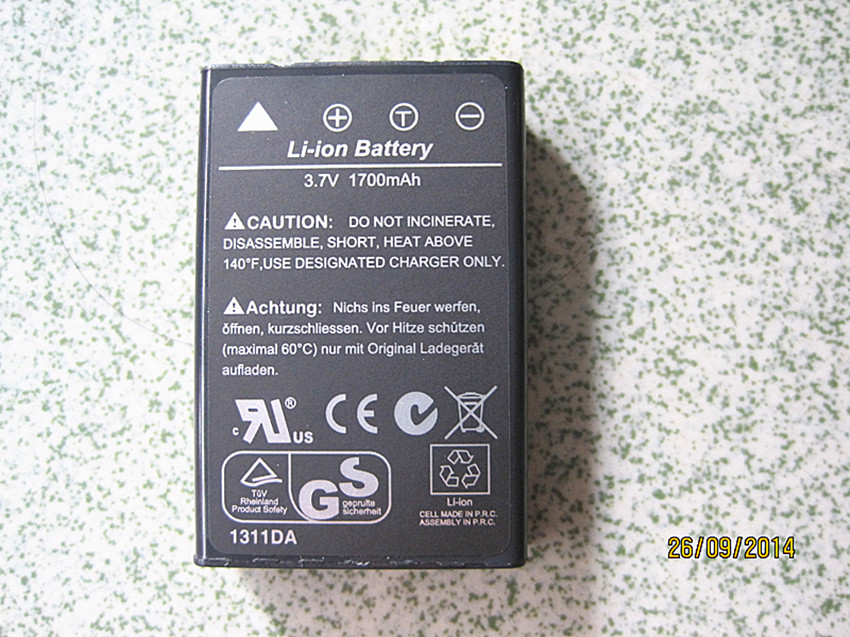 + T −
Li-ion Battery
3.7V 1700mAh
CAUTION: DO NOT INCINERATE,
DISASSEMBLE, SHORT, HEAT ABOVE
140°F,USE DESIGNATED CHARGER ONLY.
Achtung: Nichs ins Feuer werfen,
öffnen, kurzschliessen. Vor Hitze schützen
(maximal 60°C) nur mit Original Ladegerät
aufladen.
c RU ® US CE
TÜV
Rheinland
Product Safety
GS
geprüfte
sicherheit
Li-ion
CELL MADE IN P.R.C.
ASSEMBLY IN P.R.C.
1311DA
26/09/2014